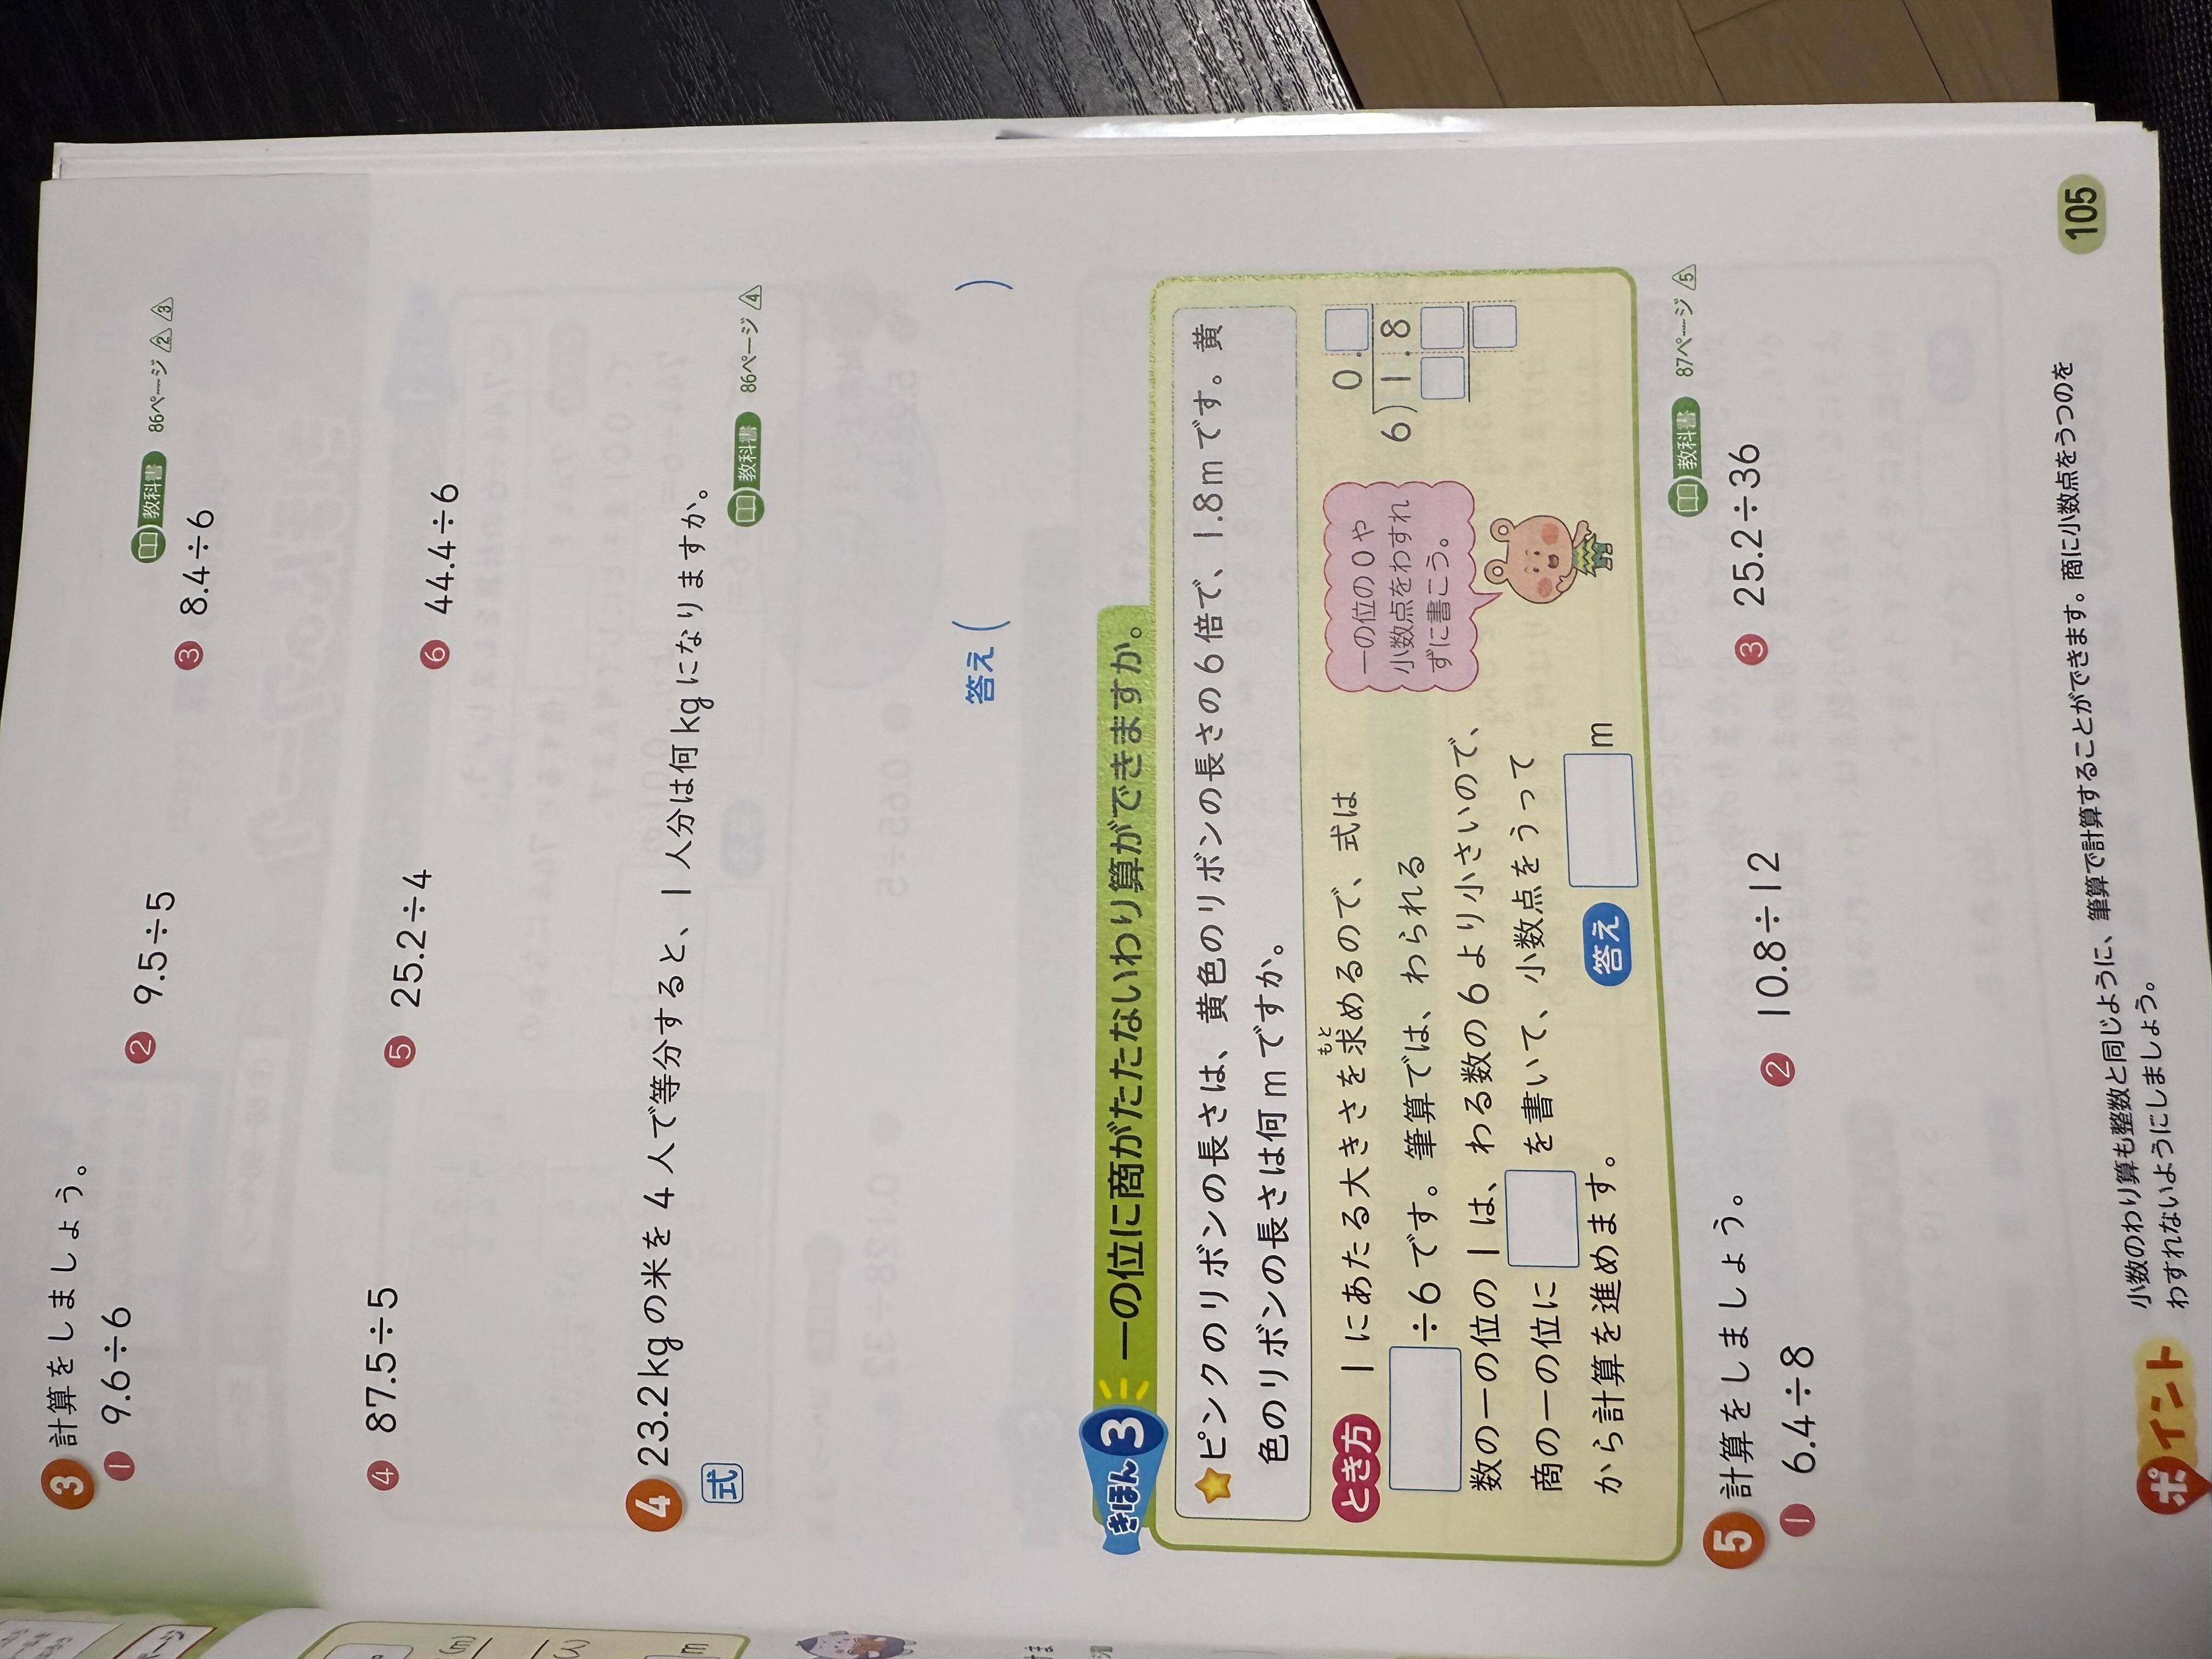 3 計算をしましょう。
教科書 86ページ 2 3
1 9.6÷6
2 9.5÷5
3 8.4÷6
4 87.5÷5
5 25.2÷4
6 44.4÷6
4 23.2kgの米を4人で等分すると、1人分は何kgになりますか。
教科書 86ページ 4
式
答え( )
きほん3 一の位に商がたたないわり算ができますか。
ピンクのリボンの長さは、黄色のリボンの長さの6倍で、1.8mです。黄
色のリボンの長さは何mですか。
とき方 1にあたる大きさを求めるので、式は
もと
÷6です。筆算では、わられる
数の一の位の1は、わる数の6より小さいので、
商の一の位に を書いて、小数点をうって
から計算を進めます。
答え m
一の位の0や
小数点をわすれ
ずに書こう。
0.
6)1.8
教科書 87ページ 5
5 計算をしましょう。
1 6.4÷8
2 10.8÷12
3 25.2÷36
ポイント
小数のわり算も整数と同じように、筆算で計算することができます。商に小数点をうつのを
わすれないようにしましょう。
105